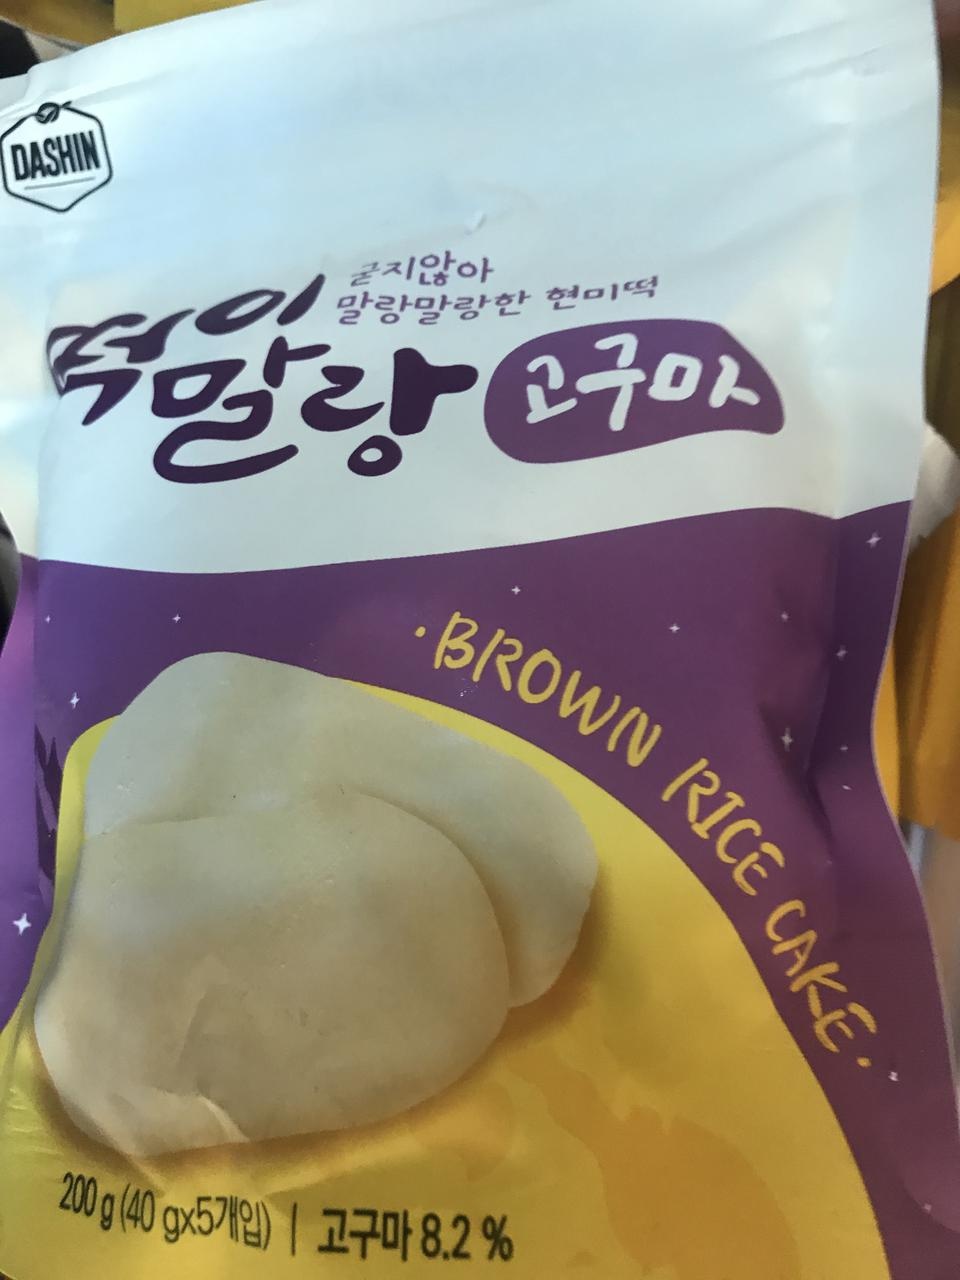 DASHIN
굳지않아
말랑말랑한 현미떡
떡이
말랑 고구마
·BROWN RICE CAKE·
200 g (40 gx5개입) | 고구마 8.2 %